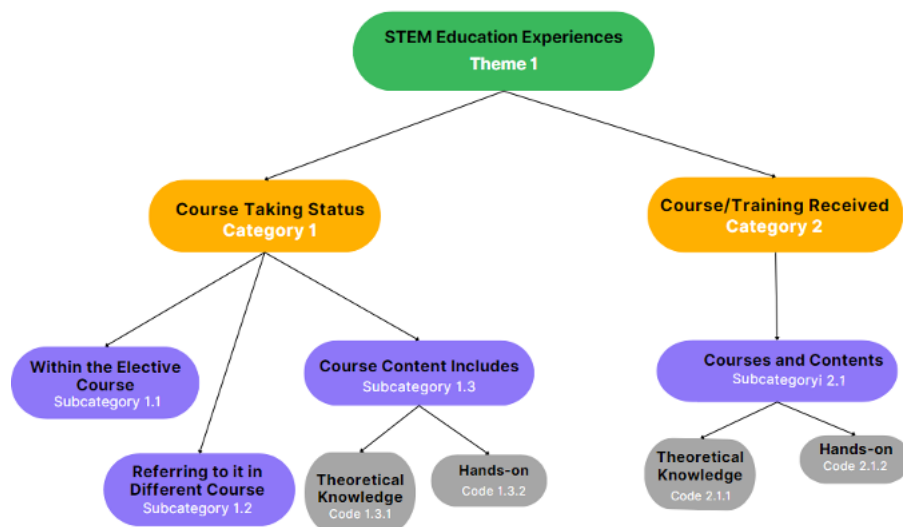 STEM Education Experiences
Theme 1
Course Taking Status
Category 1
Course/Training Received
Category 2
Within the Elective
Course
Subcategory 1.1
Course Content Includes
Subcategory 1.3
Courses and Contents
Subcategoryi 2.1
Referring to it in
Different Course
Subcategory 1.2
Theoretical
Knowledge
Code 1.3.1
Hands-on
Code 1.3.2
Theoretical
Knowledge
Code 2.1.1
Hands-on
Code 2.1.2